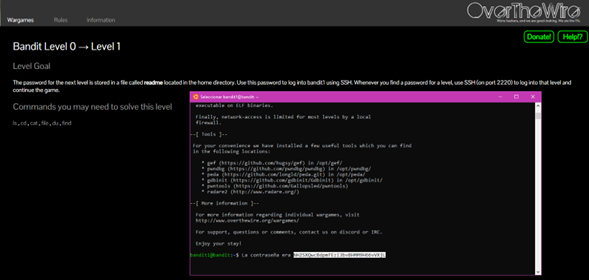 OverTheWire
We're hackers, and we are good-looking. We are the 1%.
Wargames Rules Information
Donate! Help!?
Bandit Level 0 → Level 1
Level Goal
The password for the next level is stored in a file called readme located in the home directory. Use this password to log into bandit1 using SSH. Whenever you find a password for a level, use SSH (on port 2220) to log into that level and
continue the game.
Commands you may need to solve this level
ls, cd, cat, file, du, find
Seleccionar bandit1@bandit: ~
executable on ELF binaries.
Finally, network-access is limited for most levels by a local
firewall.
--[ Tools ]--
For your convenience we have installed a few useful tools which you can find
in the following locations:
* gef (https://github.com/hugsy/gef) in /opt/gef/
* pwndbg (https://github.com/pwndbg/pwndbg) in /opt/pwndbg/
* peda (https://github.com/longld/peda.git) in /opt/peda/
* gdbinit (https://github.com/gdbinit/Gdbinit) in /opt/gdbinit/
* pwntools (https://github.com/Gallopsled/pwntools)
* radare2 (http://www.radare.org/)
--[ More information ]--
For more information regarding individual wargames, visit
http://www.overthewire.org/wargames/
For support, questions or comments, contact us on discord or IRC.
Enjoy your stay!
bandit1@bandit:~$ La contraseña era